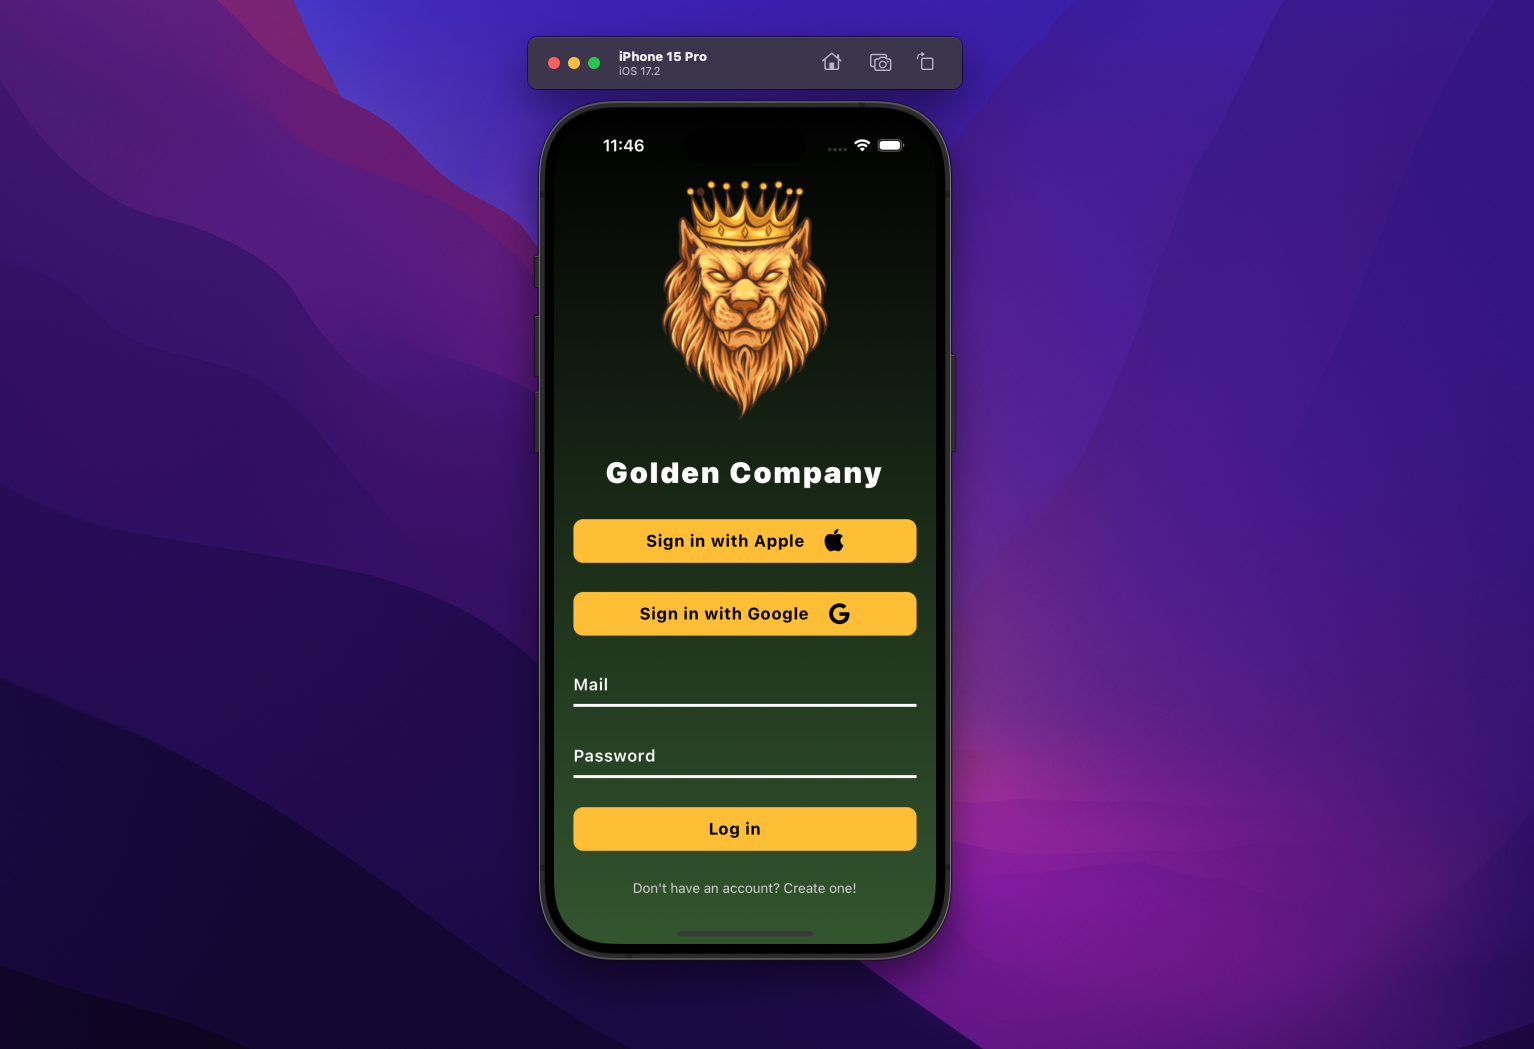 iPhone 15 Pro
iOS 17.2
11:46
Golden Company
Sign in with Apple
Sign in with Google
Mail
Password
Log in
Don't have an account? Create one!